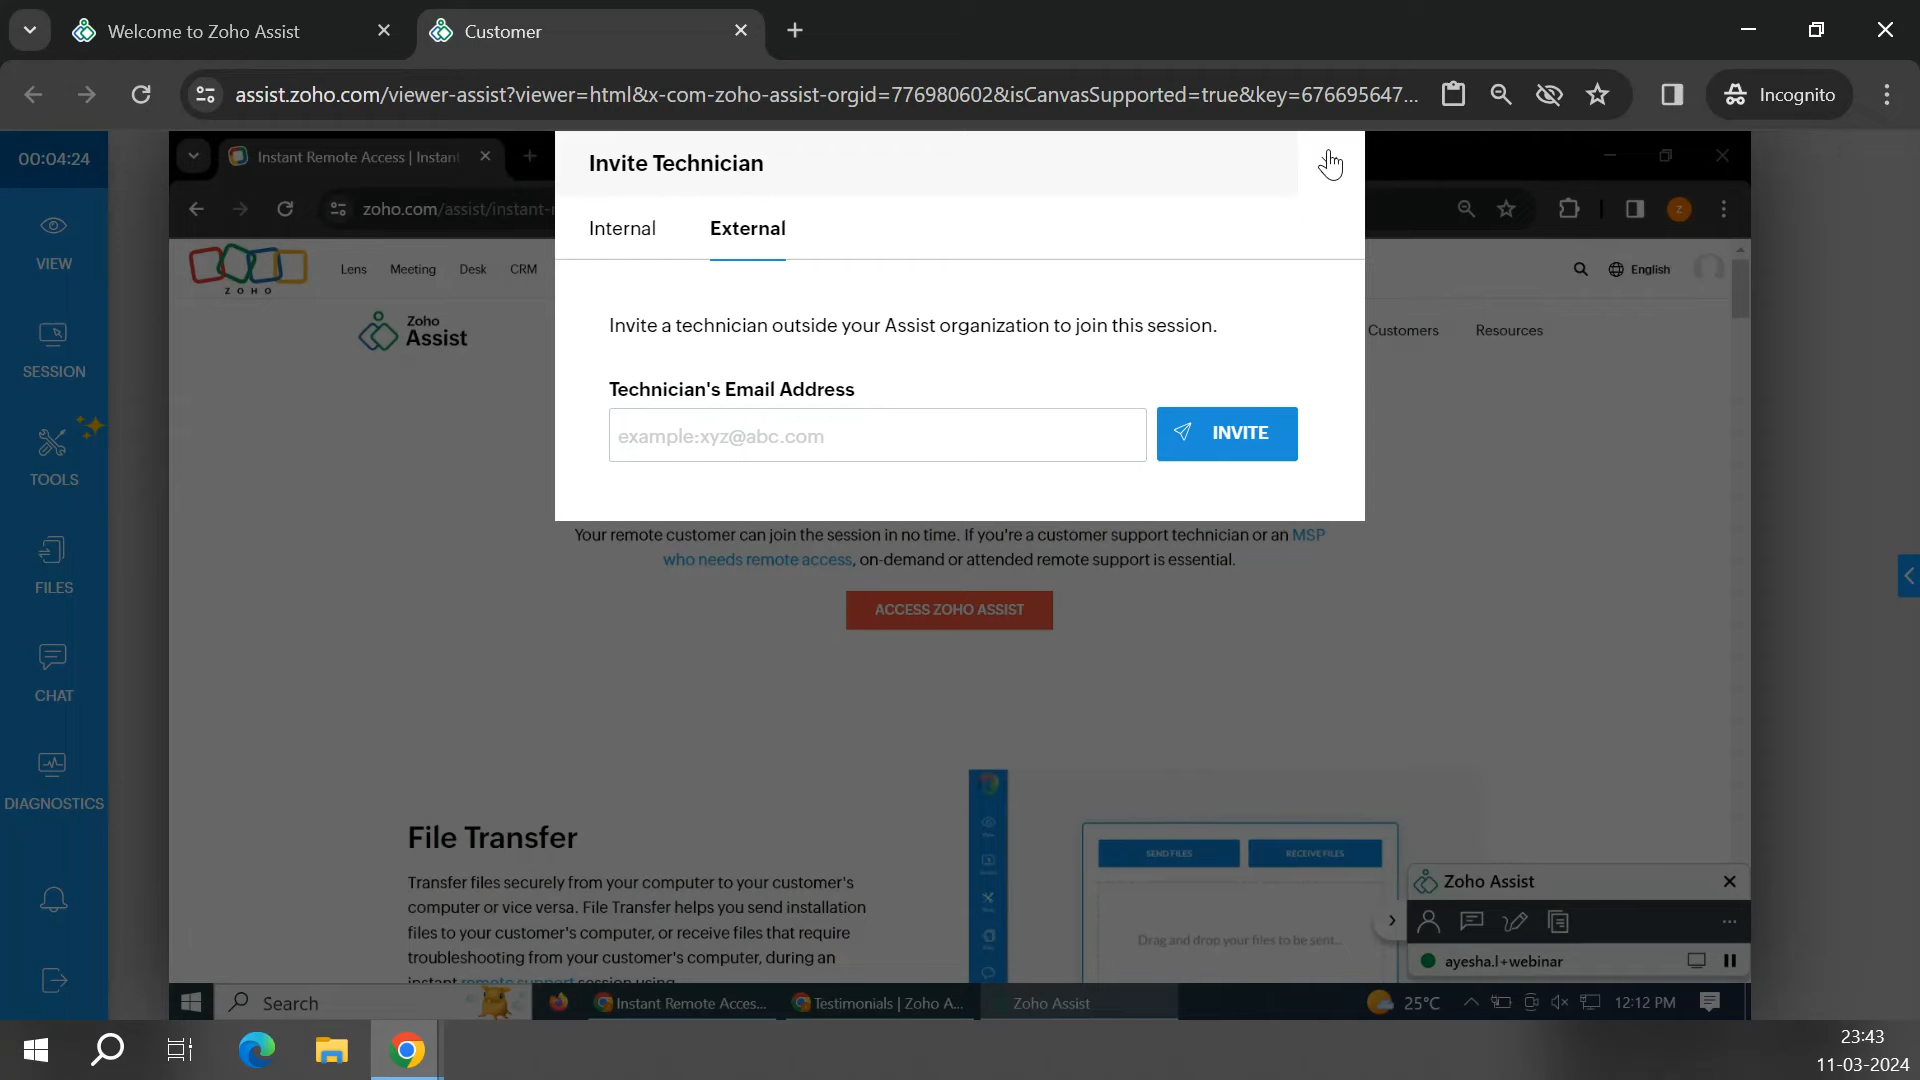 Welcome to Zoho Assist
Customer
assist.zoho.com/viewer-assist?viewer=html&x-com-zoho-assist-orgid=776980602&isCanvasSupported=true&key=676695647...
Incognito
00:04:24
VIEW
SESSION
TOOLS
FILES
CHAT
DIAGNOSTICS
Instant Remote Access | Instant
zoho.com/assist/instant-r
Invite Technician
Internal
External
Invite a technician outside your Assist organization to join this session.
Technician's Email Address
example:xyz@abc.com
INVITE
ZOHO
Lens
Meeting
Desk
CRM
English
Zoho
Assist
Customers
Resources
Your remote customer can join the session in no time. If you're a customer support technician or an MSP
who needs remote access, on-demand or attended remote support is essential.
ACCESS ZOHO ASSIST
File Transfer
Transfer files securely from your computer to your customer's
computer or vice versa. File Transfer helps you send installation
files to your customer's computer, or receive files that require
troubleshooting from your customer's computer, during an
instant remote support session using
SEND FILES
RECEIVE FILES
Drag and drop your files to be sent...
Zoho Assist
ayesha.l+webinar
Search
Instant Remote Acces...
Testimonials | Zoho A...
Zoho Assist
25°C
12:12 PM
23:43
11-03-2024